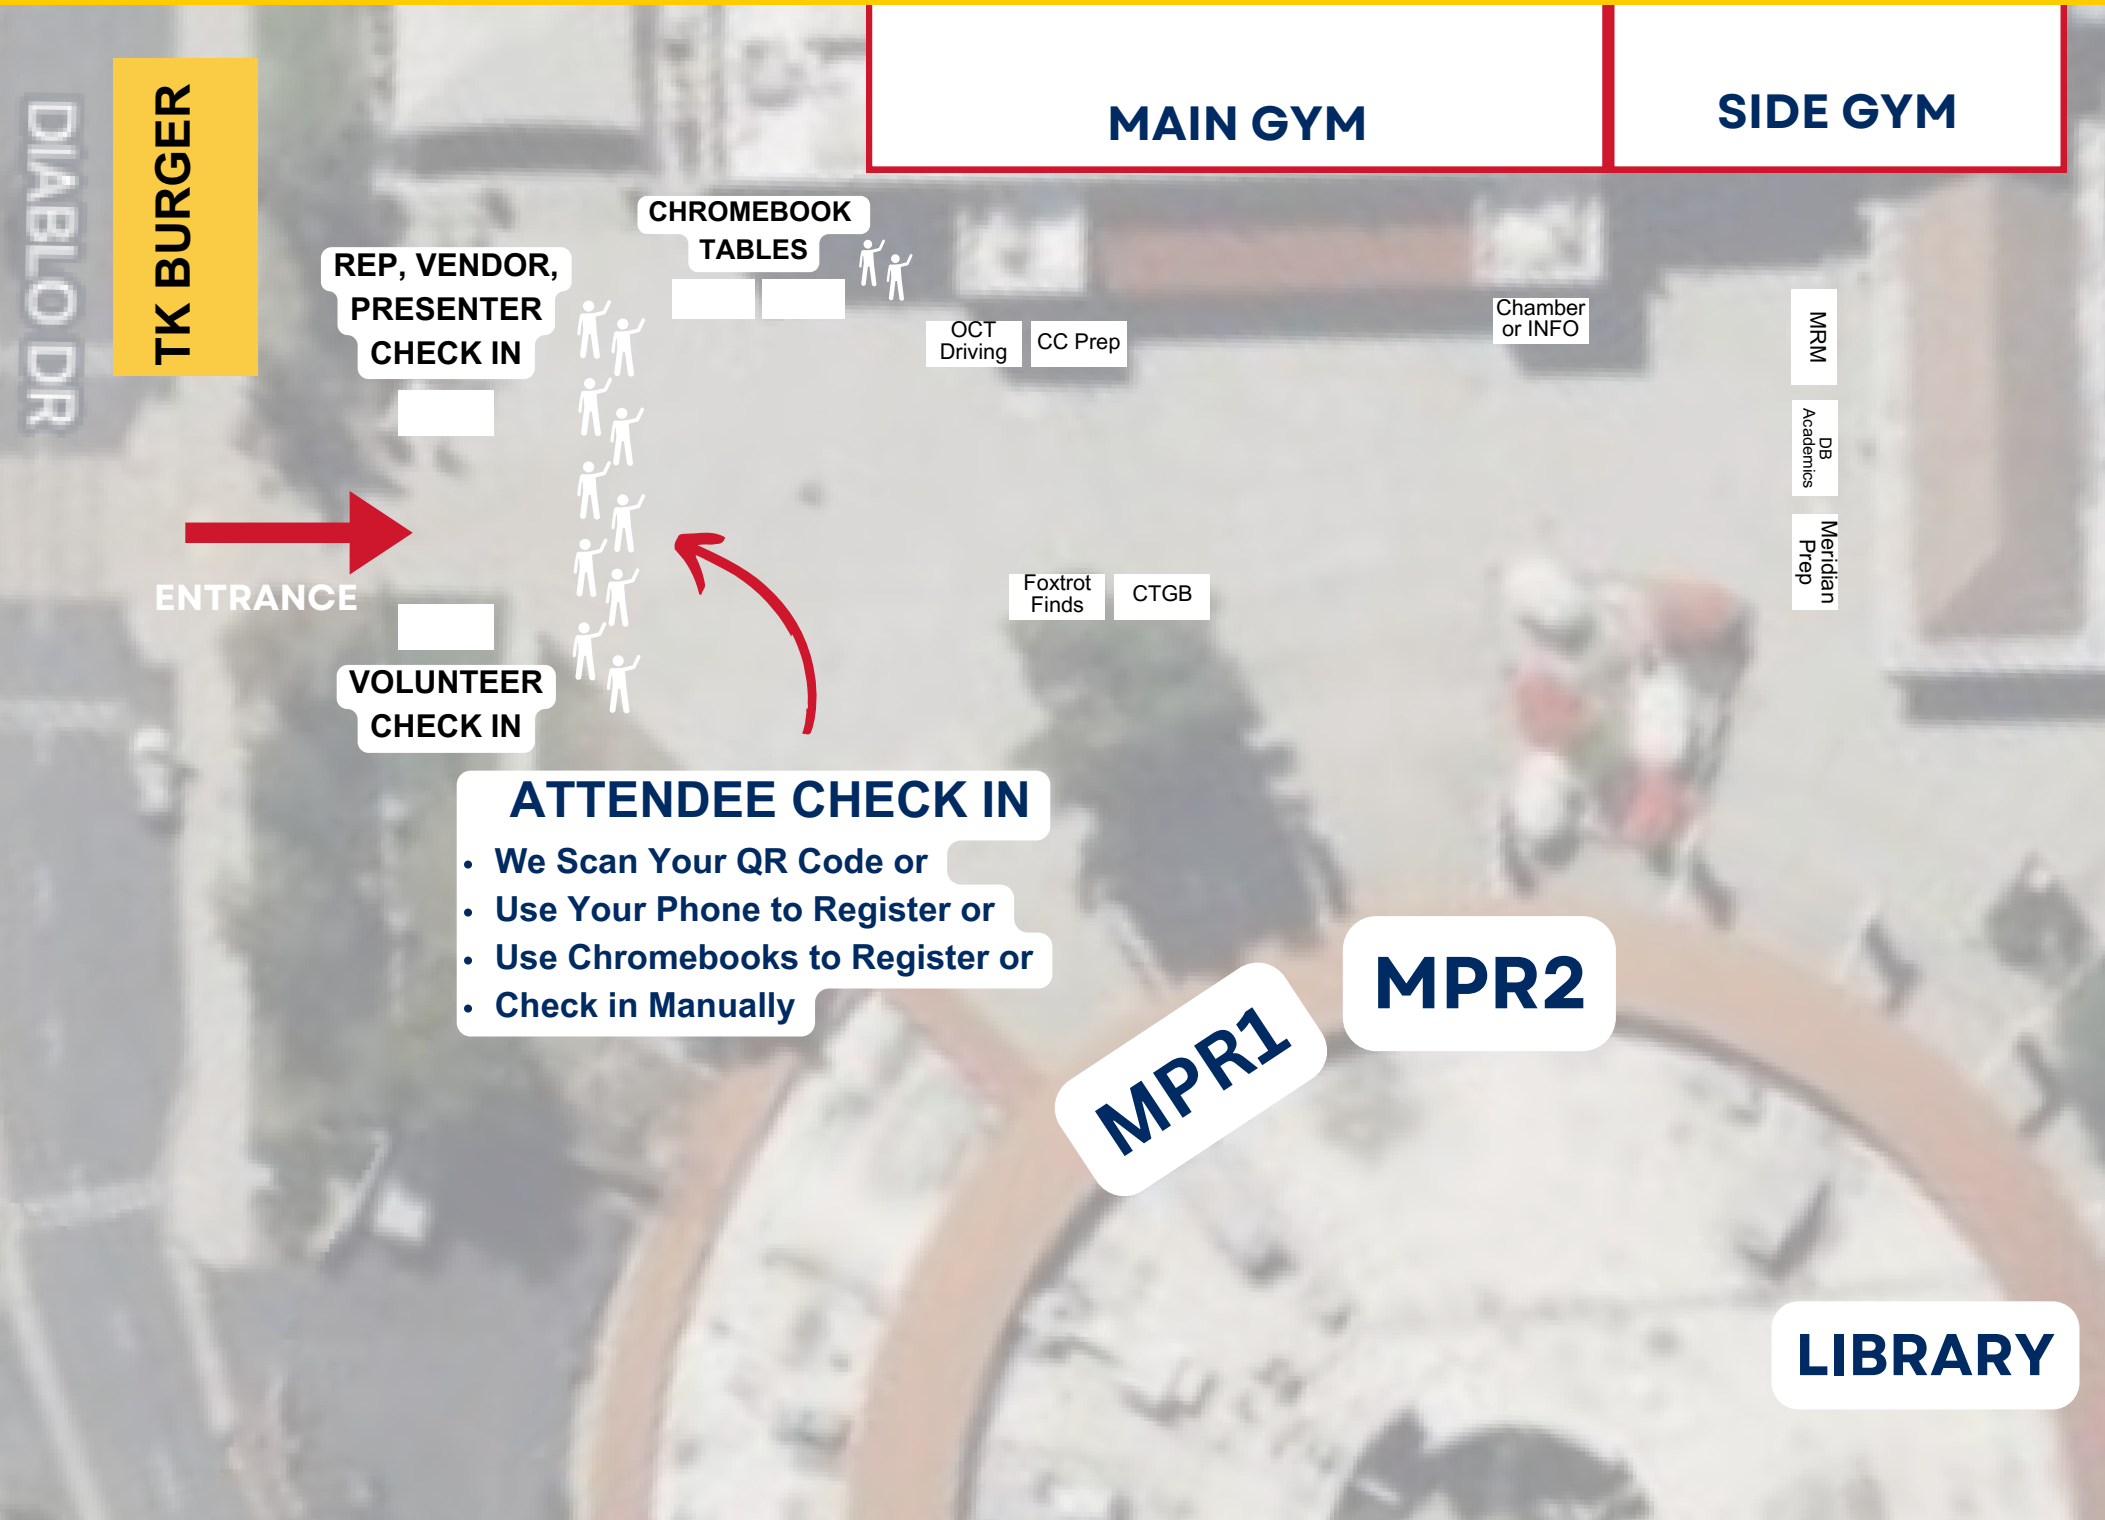 MAIN GYM
SIDE GYM
DIABLO DR
TK BURGER
CHROMEBOOK
TABLES
REP, VENDOR,
PRESENTER
CHECK IN
OCT
Driving
CC Prep
Chamber
or INFO
MRM
DB
Academics
Meridian
Prep
ENTRANCE
Foxtrot
Finds
CTGB
VOLUNTEER
CHECK IN
ATTENDEE CHECK IN
• We Scan Your QR Code or
• Use Your Phone to Register or
• Use Chromebooks to Register or
• Check in Manually
MPR1
MPR2
LIBRARY